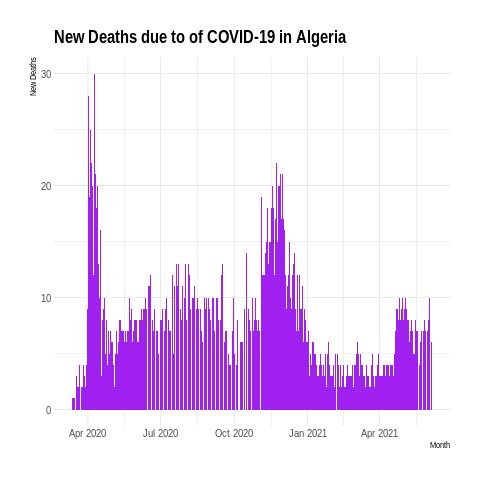 New Deaths due to of COVID-19 in Algeria
New Deaths
30
20
10
0
Apr 2020 Jul 2020 Oct 2020 Jan 2021 Apr 2021
Month